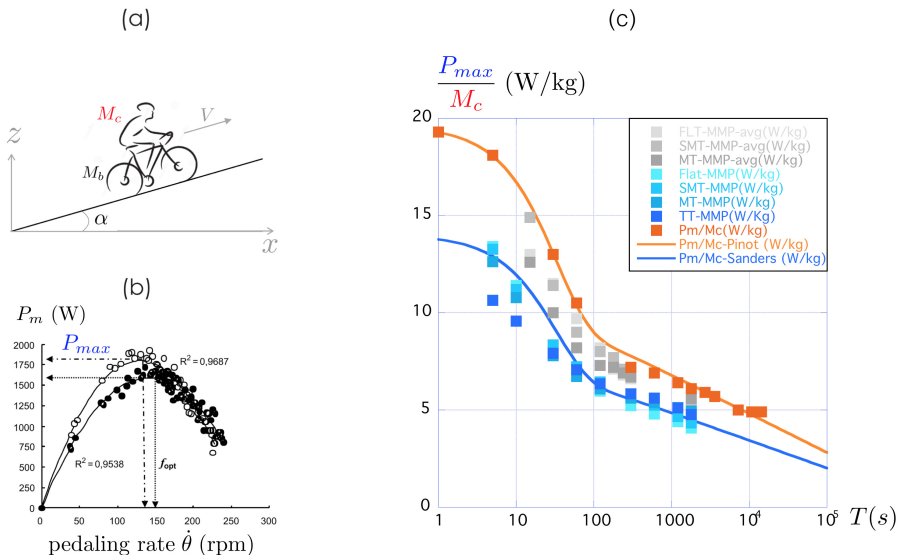 (a)
M_c
V
z
M_b
α
x
(b)
P_m (W)
P_max
2000
1750
1500
1250
1000
750
500
250
0
R² = 0,9687
R² = 0,9538
f_opt
0 50 100 150 200 250 300
pedaling rate θ̇ (rpm)
(c)
P_max
M_c
(W/kg)
20
15
10
5
0
FLT-MMP-avg(W/kg)
SMT-MMP-avg(W/kg)
MT-MMP-avg(W/kg)
Flat-MMP(W/kg)
SMT-MMP(W/kg)
MT-MMP(W/kg)
TT-MMP(W/Kg)
Pm/Mc(W/kg)
Pm/Mc-Pinot (W/kg)
Pm/Mc-Sanders (W/kg)
1 10 100 1000 10⁴ 10⁵
T(s)